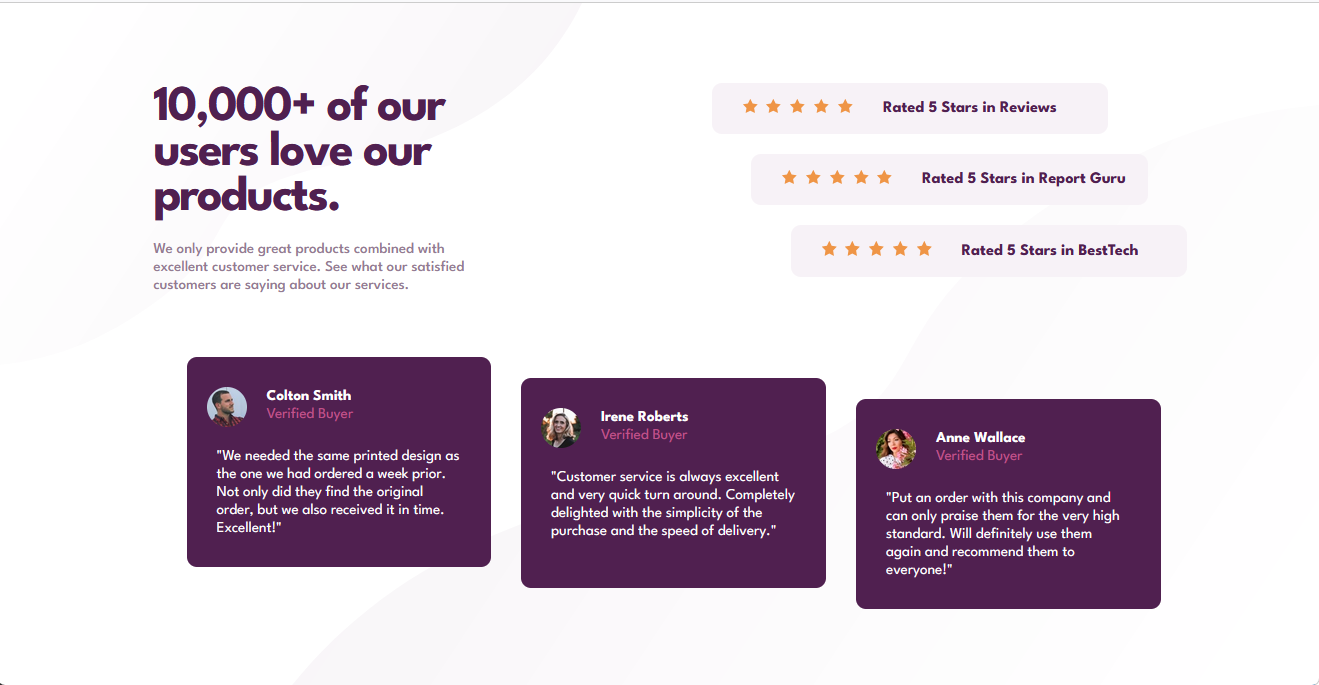 10,000+ of our
users love our
products.
We only provide great products combined with
excellent customer service. See what our satisfied
customers are saying about our services.
Rated 5 Stars in Reviews
Rated 5 Stars in Report Guru
Rated 5 Stars in BestTech
Colton Smith
Verified Buyer
"We needed the same printed design as
the one we had ordered a week prior.
Not only did they find the original
order, but we also received it in time.
Excellent!"
Irene Roberts
Verified Buyer
"Customer service is always excellent
and very quick turn around. Completely
delighted with the simplicity of the
purchase and the speed of delivery."
Anne Wallace
Verified Buyer
"Put an order with this company and
can only praise them for the very high
standard. Will definitely use them
again and recommend them to
everyone!"